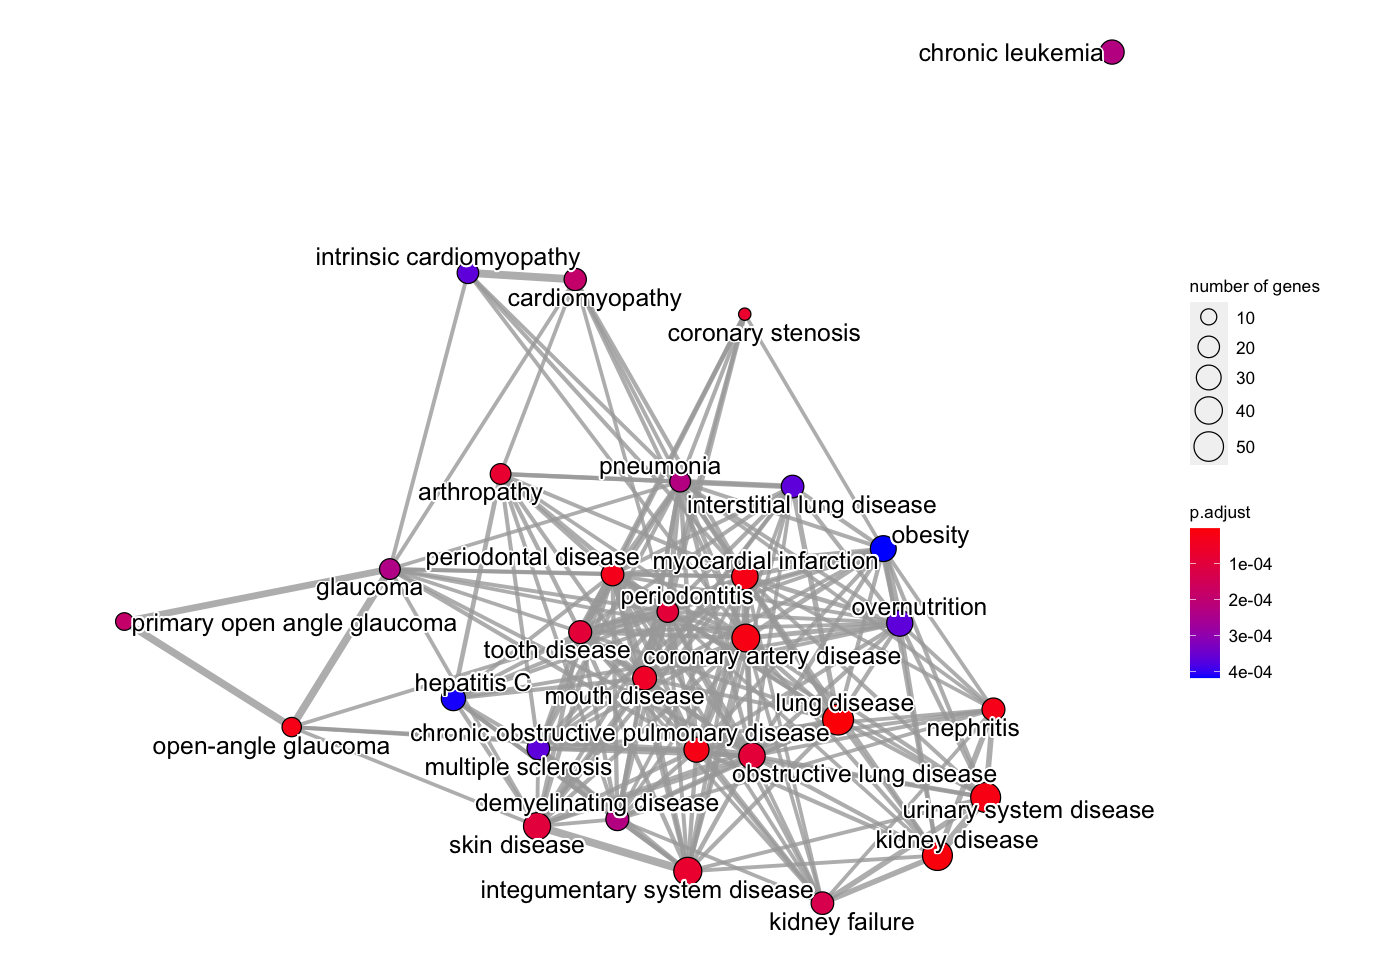 chronic leukemia
intrinsic cardiomyopathy
cardiomyopathy
coronary stenosis
pneumonia
arthropathy
interstitial lung disease
obesity
periodontal disease
myocardial infarction
glaucoma
periodontitis
overnutrition
primary open angle glaucoma
tooth disease
coronary artery disease
hepatitis C
mouth disease
lung disease
nephritis
chronic obstructive pulmonary disease
open-angle glaucoma
multiple sclerosis
obstructive lung disease
demyelinating disease
urinary system disease
skin disease
kidney disease
integumentary system disease
kidney failure
number of genes
10
20
30
40
50
p.adjust
1e-04
2e-04
3e-04
4e-04